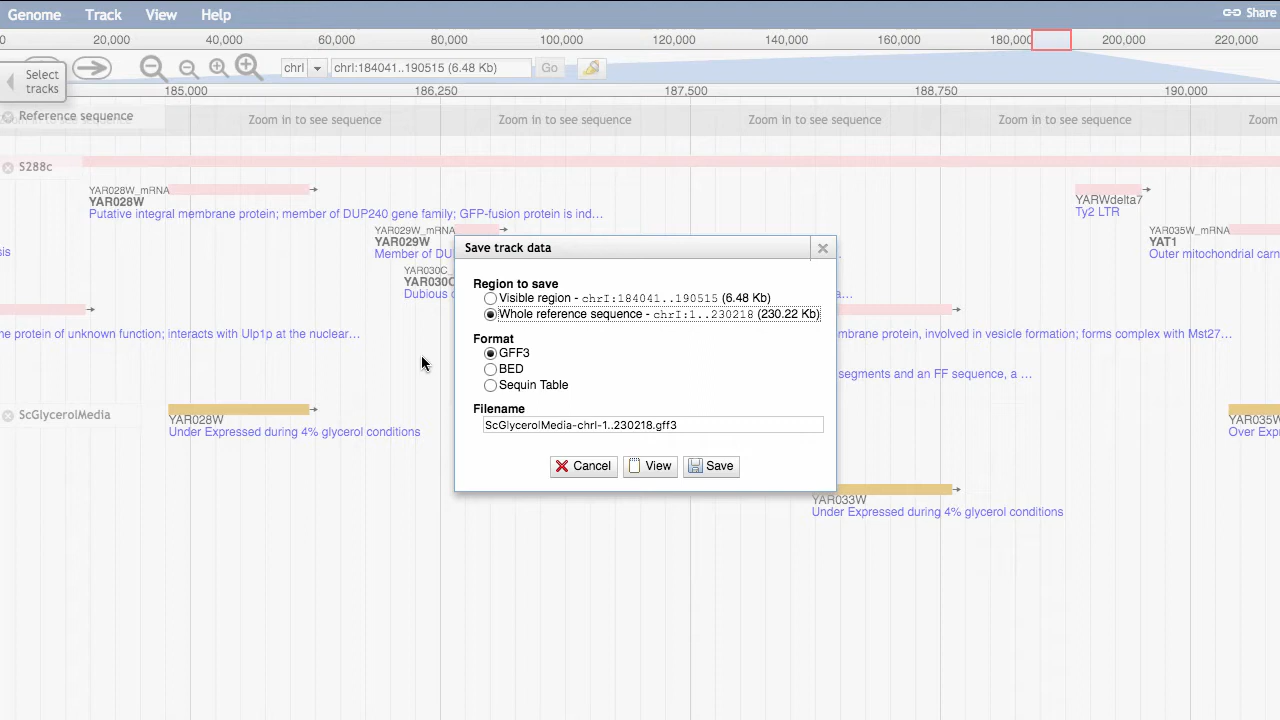 Genome Track View Help Share
0 20,000 40,000 60,000 80,000 100,000 120,000 140,000 160,000 180,000 200,000 220,000
Select
tracks
chrI chrI:184041..190515 (6.48 Kb) Go
185,000 186,250 187,500 188,750 190,000
Reference sequence Zoom in to see sequence Zoom in to see sequence Zoom in to see sequence Zoom in to see sequence Zoom
S288c
YAR028W_mRNA
YAR028W
Putative integral membrane protein; member of DUP240 gene family; GFP-fusion protein is ind...
YARWdelta7
Ty2 LTR
YAR029W_mRNA
YAR029W
Member of DU
YAR035W_mRNA
YAT1
Outer mitochondrial carn
sis
YAR030C
YAR030C
Dubious
a...
ne protein of unknown function; interacts with Ulp1p at the nuclear...
mbrane protein, involved in vesicle formation; forms complex with Mst27...
segments and an FF sequence, a ...
Save track data
Region to save
Visible region - chrI:184041..190515 (6.48 Kb)
Whole reference sequence - chrI:1..230218 (230.22 Kb)
Format
GFF3
BED
Sequin Table
Filename
ScGlycerolMedia-chrI-1..230218.gff3
Cancel View Save
ScGlycerolMedia
YAR028W
Under Expressed during 4% glycerol conditions
YAR035W
Over Exp
YAR033W
Under Expressed during 4% glycerol conditions